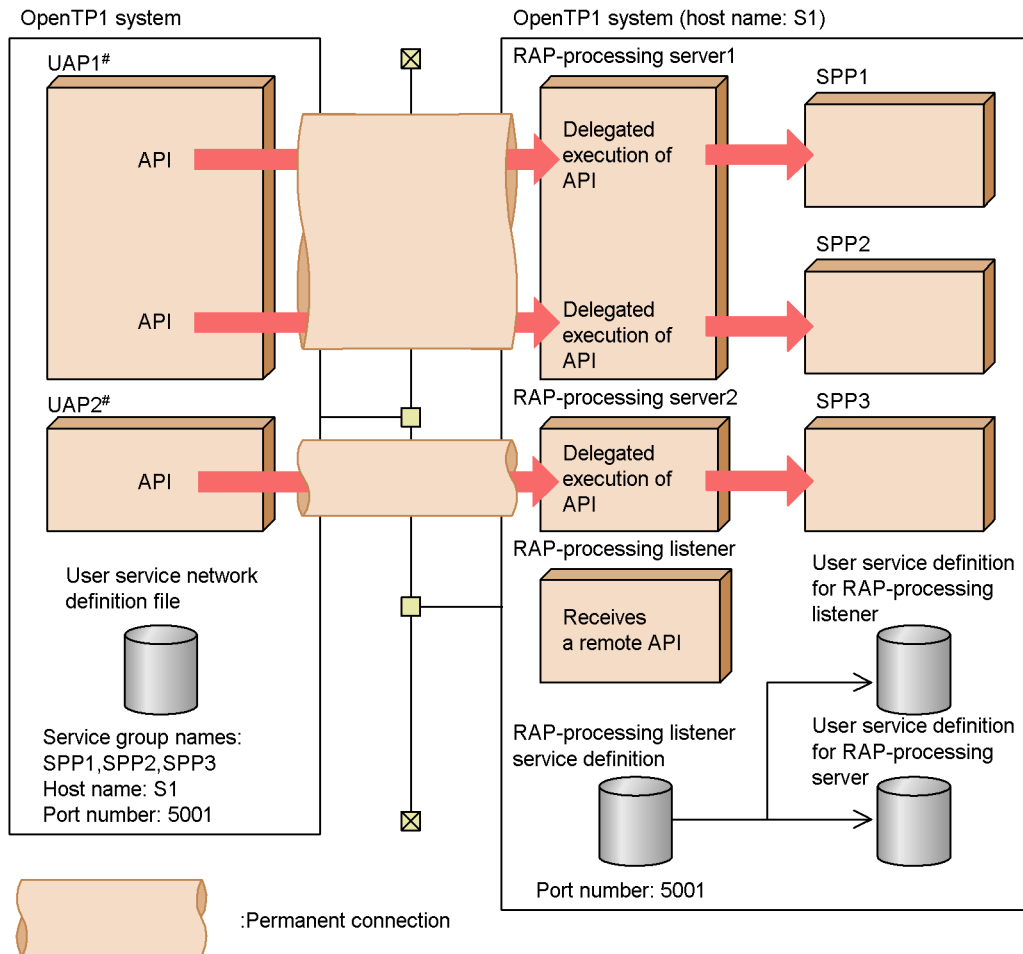 OpenTP1 system
OpenTP1 system (host name: S1)
UAP1#
RAP-processing server1
SPP1
API
Delegated
execution of
API
SPP2
API
Delegated
execution of
API
UAP2#
RAP-processing server2
SPP3
API
Delegated
execution of
API
RAP-processing listener
Receives
a remote API
User service definition
for RAP-processing
listener
User service network
definition file
Service group names:
SPP1,SPP2,SPP3
Host name: S1
Port number: 5001
RAP-processing listener
service definition
User service definition
for RAP-processing
server
Port number: 5001
:Permanent connection